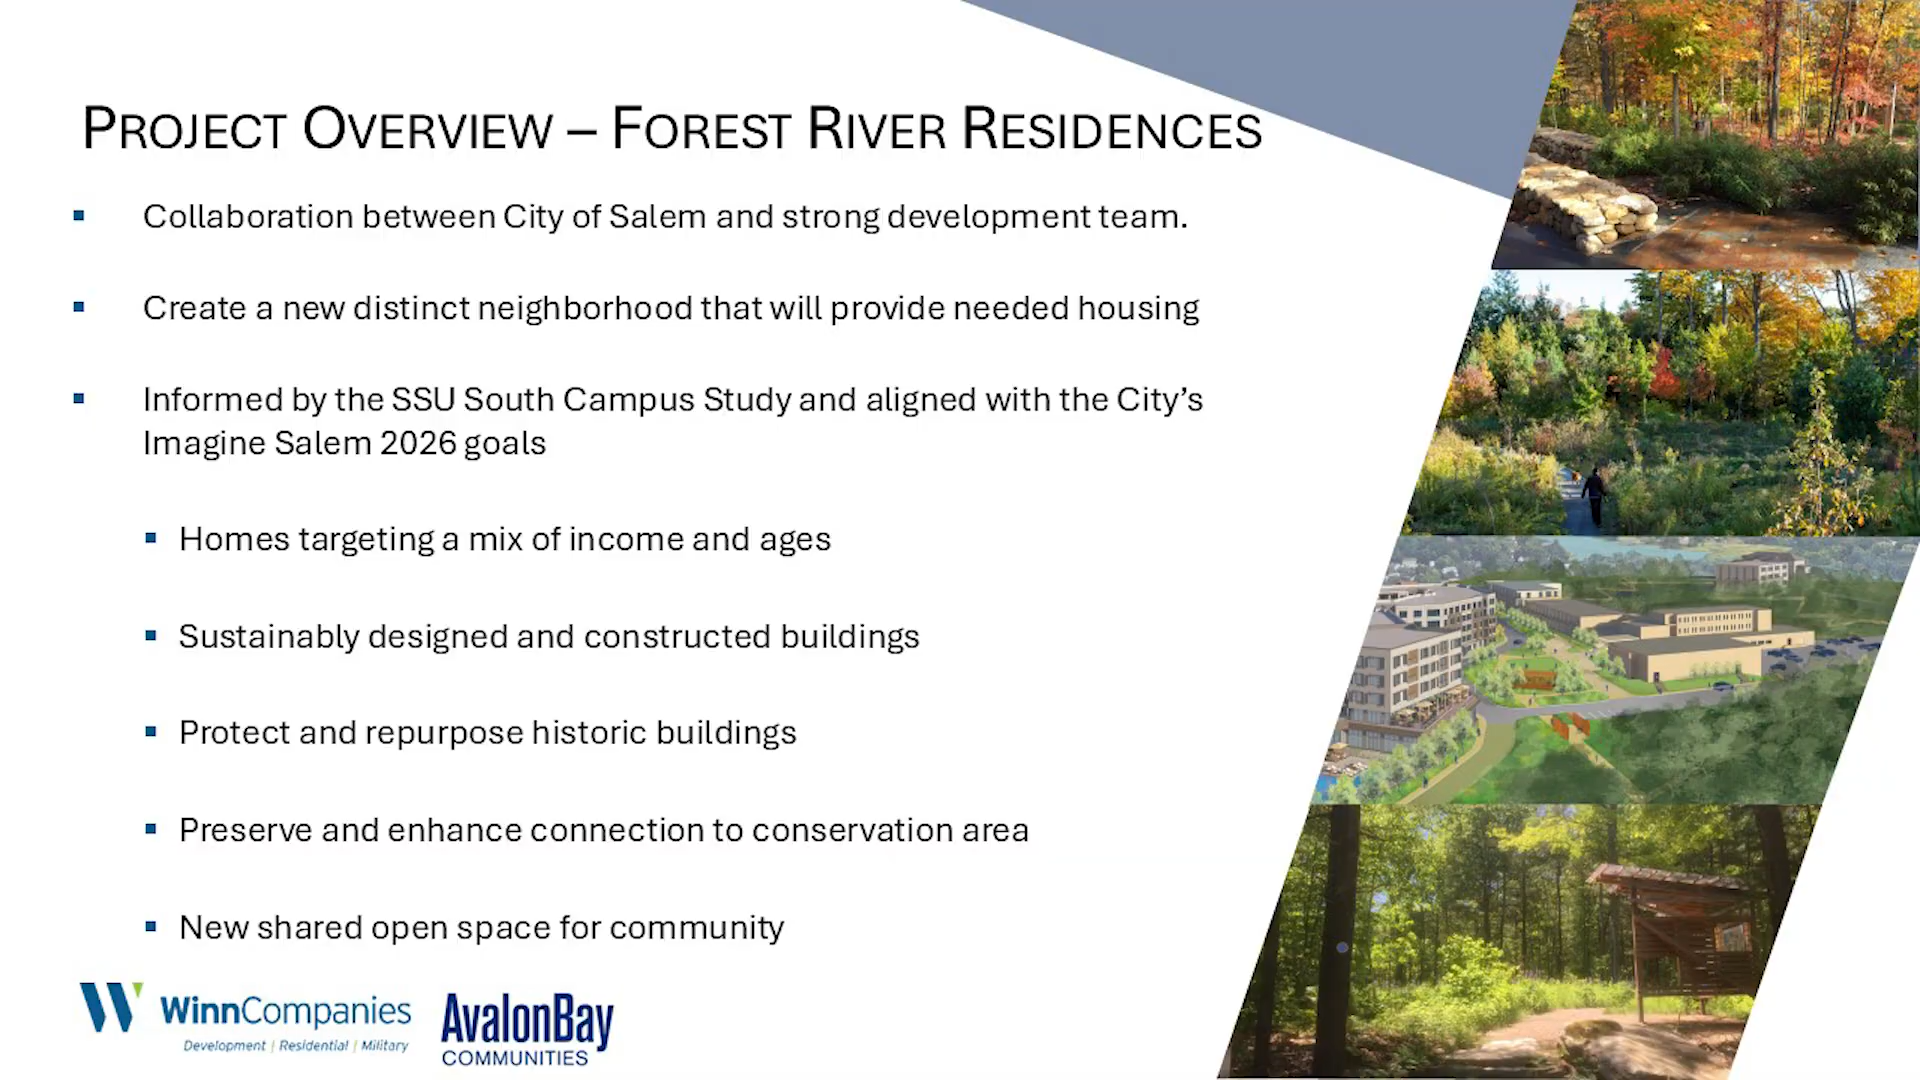 PROJECT OVERVIEW – FOREST RIVER RESIDENCES
▪ Collaboration between City of Salem and strong development team.
▪ Create a new distinct neighborhood that will provide needed housing
▪ Informed by the SSU South Campus Study and aligned with the City’s
Imagine Salem 2026 goals
▪ Homes targeting a mix of income and ages
▪ Sustainably designed and constructed buildings
▪ Protect and repurpose historic buildings
▪ Preserve and enhance connection to conservation area
▪ New shared open space for community
WinnCompanies
Development | Residential | Military
AvalonBay
COMMUNITIES